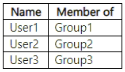 Name Member of
User1 Group1
User2 Group2
User3 Group3